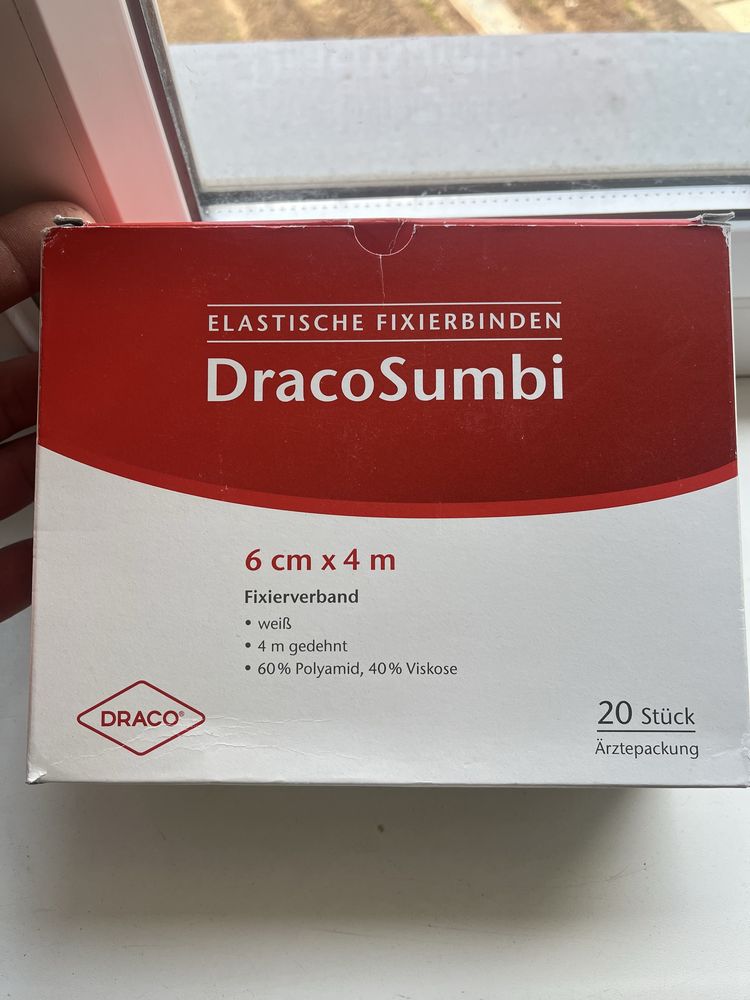 ELASTISCHE FIXIERBINDEN
DracoSumbi
6 cm x 4 m
Fixierverband
• weiß
• 4 m gedehnt
• 60% Polyamid, 40% Viskose
DRACO®
20 Stück
Ärztepackung